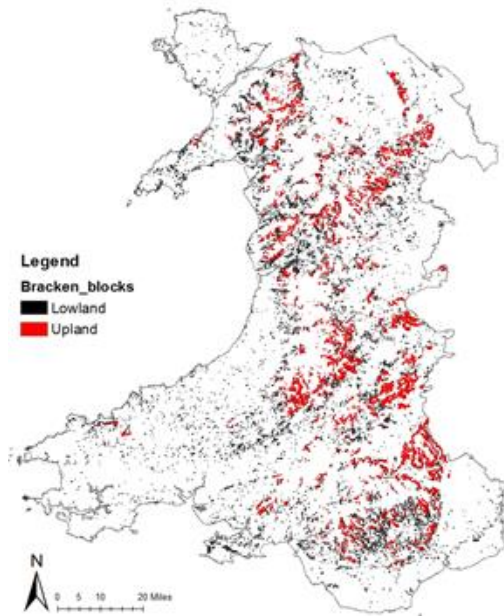 Legend
Bracken_blocks
Lowland
Upland
N
0 5 10 20 Miles